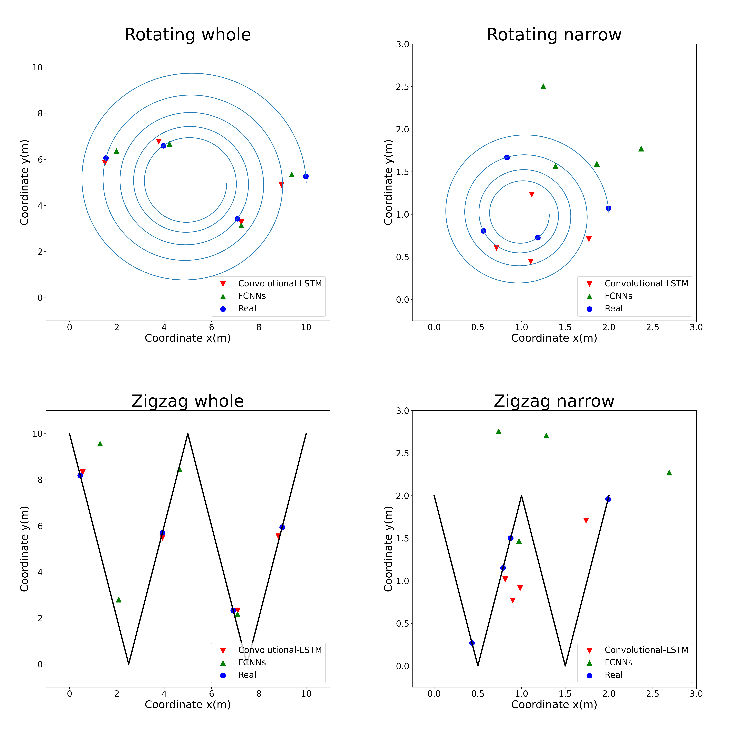 Rotating whole
Coordinate y(m)
10
8
6
4
2
0
0 2 4 6 8 10
Coordinate x(m)
Convolutional-LSTM
FCNNs
Real
Rotating narrow
Coordinate y(m)
3.0
2.5
2.0
1.5
1.0
0.5
0.0
0.0 0.5 1.0 1.5 2.0 2.5 3.0
Coordinate x(m)
Convolutional-LSTM
FCNNs
Real
Zigzag whole
Coordinate y(m)
10
8
6
4
2
0
0 2 4 6 8 10
Coordinate x(m)
Convolutional-LSTM
FCNNs
Real
Zigzag narrow
Coordinate y(m)
3.0
2.5
2.0
1.5
1.0
0.5
0.0
0.0 0.5 1.0 1.5 2.0 2.5 3.0
Coordinate x(m)
Convolutional-LSTM
FCNNs
Real